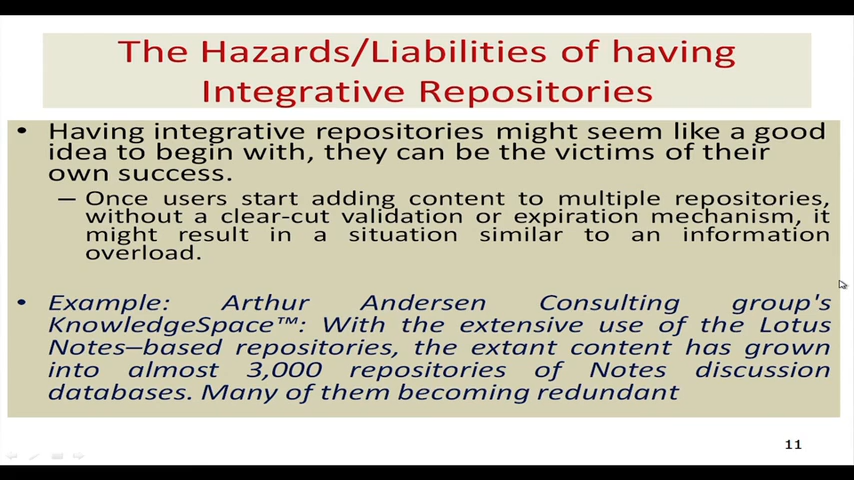 The Hazards/Liabilities of having
Integrative Repositories
• Having integrative repositories might seem like a good
idea to begin with, they can be the victims of their
own success.
– Once users start adding content to multiple repositories,
without a clear-cut validation or expiration mechanism, it
might result in a situation similar to an information
overload.
• Example: Arthur Andersen Consulting group's
KnowledgeSpace™: With the extensive use of the Lotus
Notes–based repositories, the extant content has grown
into almost 3,000 repositories of Notes discussion
databases. Many of them becoming redundant
11